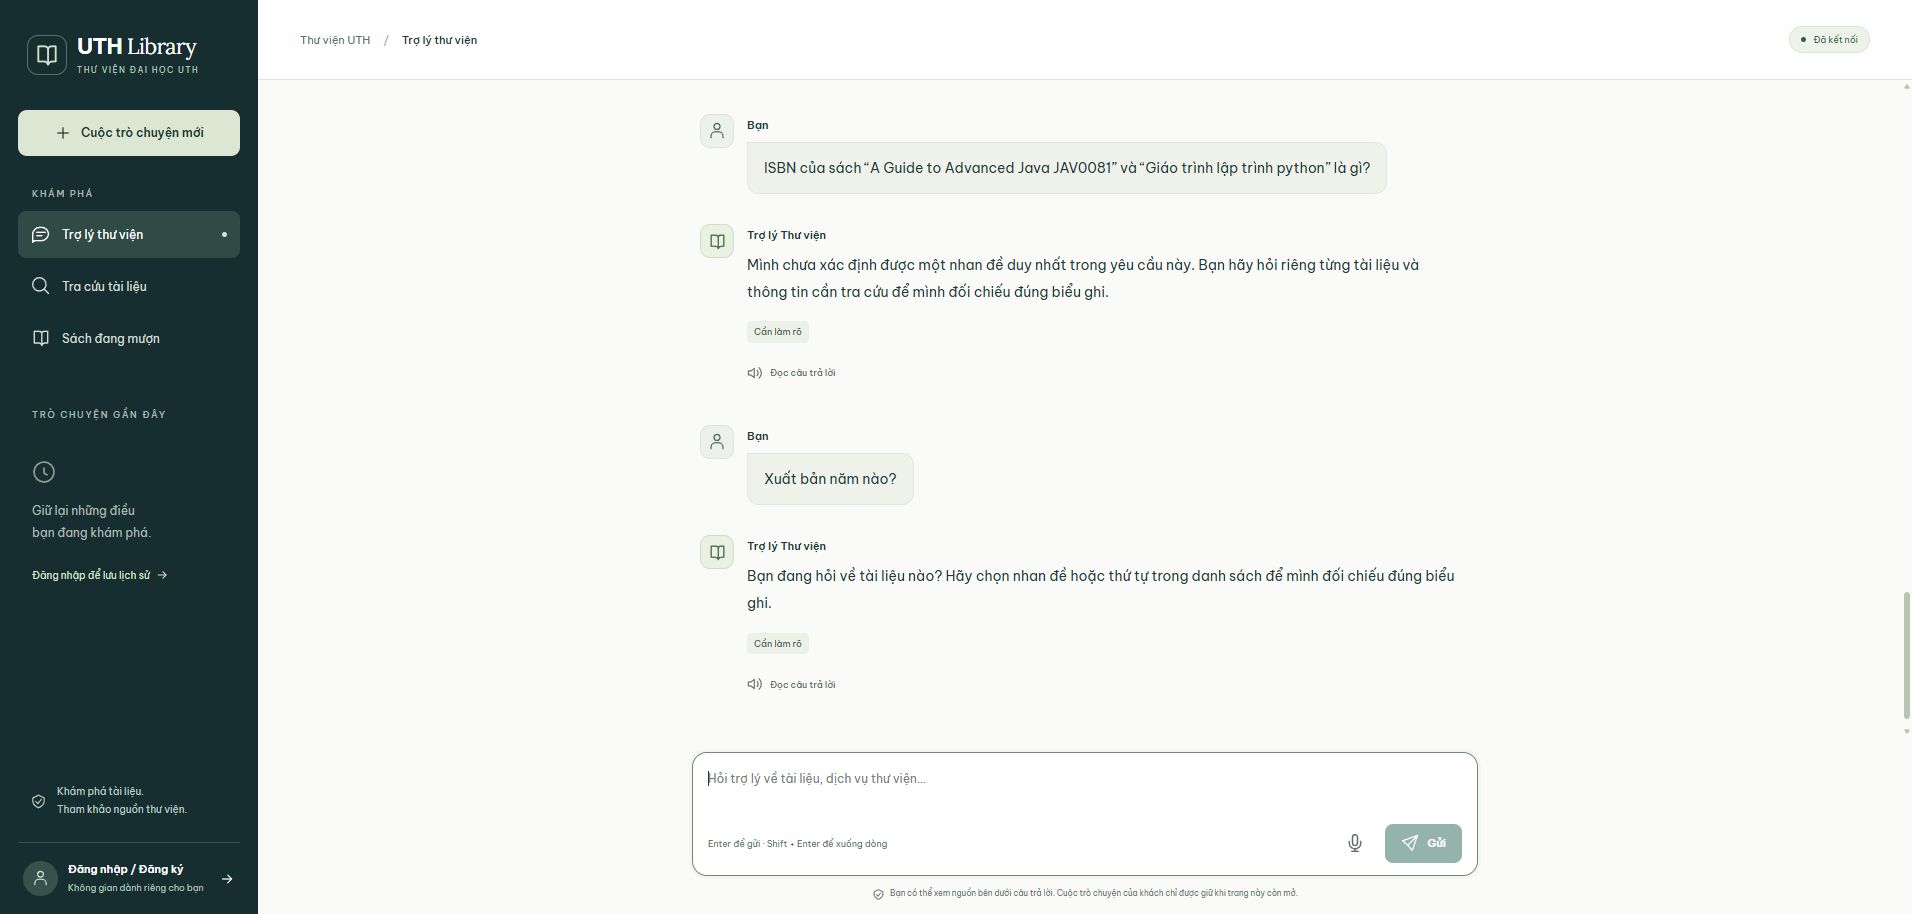 UTH Library
THƯ VIỆN ĐẠI HỌC UTH
Cuộc trò chuyện mới
KHÁM PHÁ
Trợ lý thư viện
Tra cứu tài liệu
Sách đang mượn
TRÒ CHUYỆN GẦN ĐÂY
Giữ lại những điều
bạn đang khám phá.
Đăng nhập để lưu lịch sử →
Khám phá tài liệu.
Tham khảo nguồn thư viện.
Đăng nhập / Đăng ký
Không gian dành riêng cho bạn
Thư viện UTH / Trợ lý thư viện
Đã kết nối
Bạn
ISBN của sách “A Guide to Advanced Java JAV0081” và “Giáo trình lập trình python” là gì?
Trợ lý Thư viện
Mình chưa xác định được một nhan đề duy nhất trong yêu cầu này. Bạn hãy hỏi riêng từng tài liệu và
thông tin cần tra cứu để mình đối chiếu đúng biểu ghi.
Cần làm rõ
Đọc câu trả lời
Bạn
Xuất bản năm nào?
Trợ lý Thư viện
Bạn đang hỏi về tài liệu nào? Hãy chọn nhan đề hoặc thứ tự trong danh sách để mình đối chiếu đúng biểu
ghi.
Cần làm rõ
Đọc câu trả lời
Hỏi trợ lý về tài liệu, dịch vụ thư viện...
Enter để gửi · Shift + Enter để xuống dòng
Gửi
Bạn có thể xem nguồn bên dưới câu trả lời. Cuộc trò chuyện của khách chỉ được giữ khi trang này còn mở.